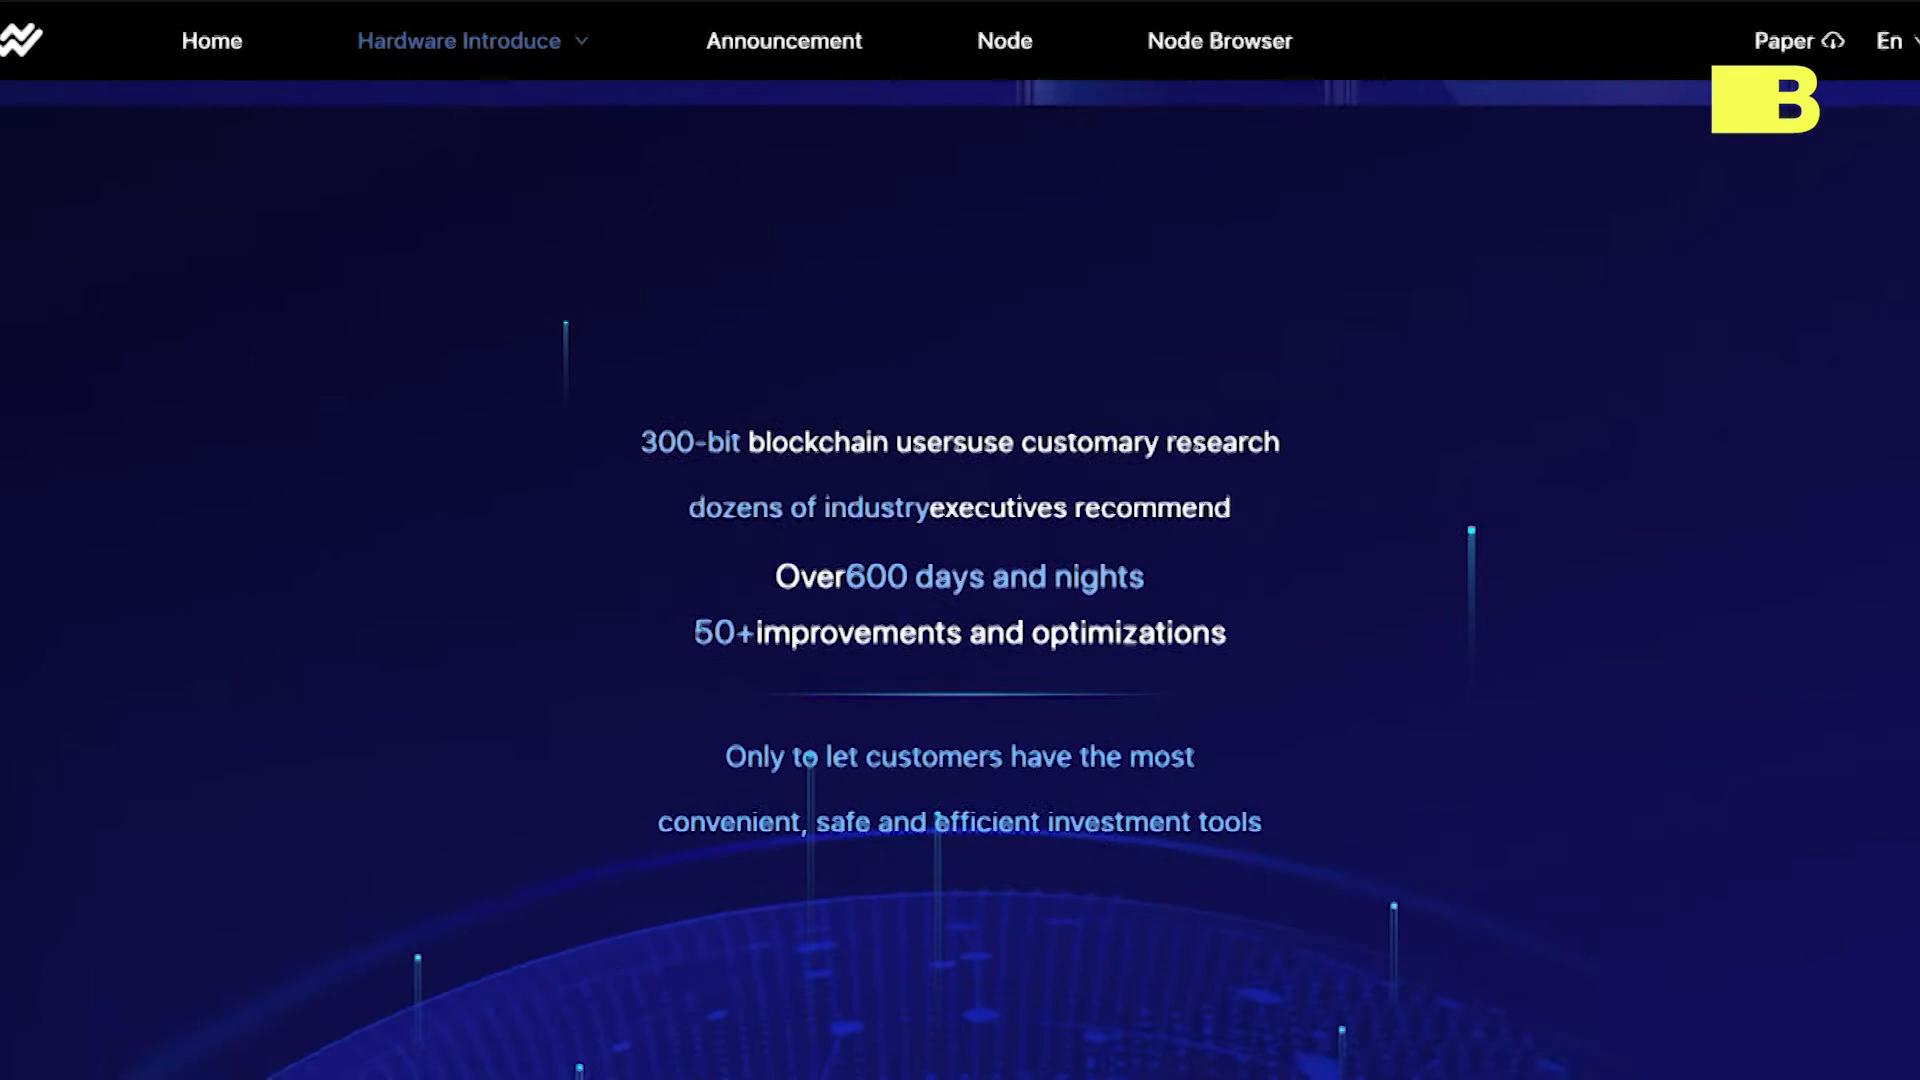 Home
Hardware Introduce
Announcement
Node
Node Browser
Paper
En
B
300-bit blockchain usersuse customary research
dozens of industryexecutives recommend
Over600 days and nights
50+improvements and optimizations
Only to let customers have the most
convenient, safe and efficient investment tools